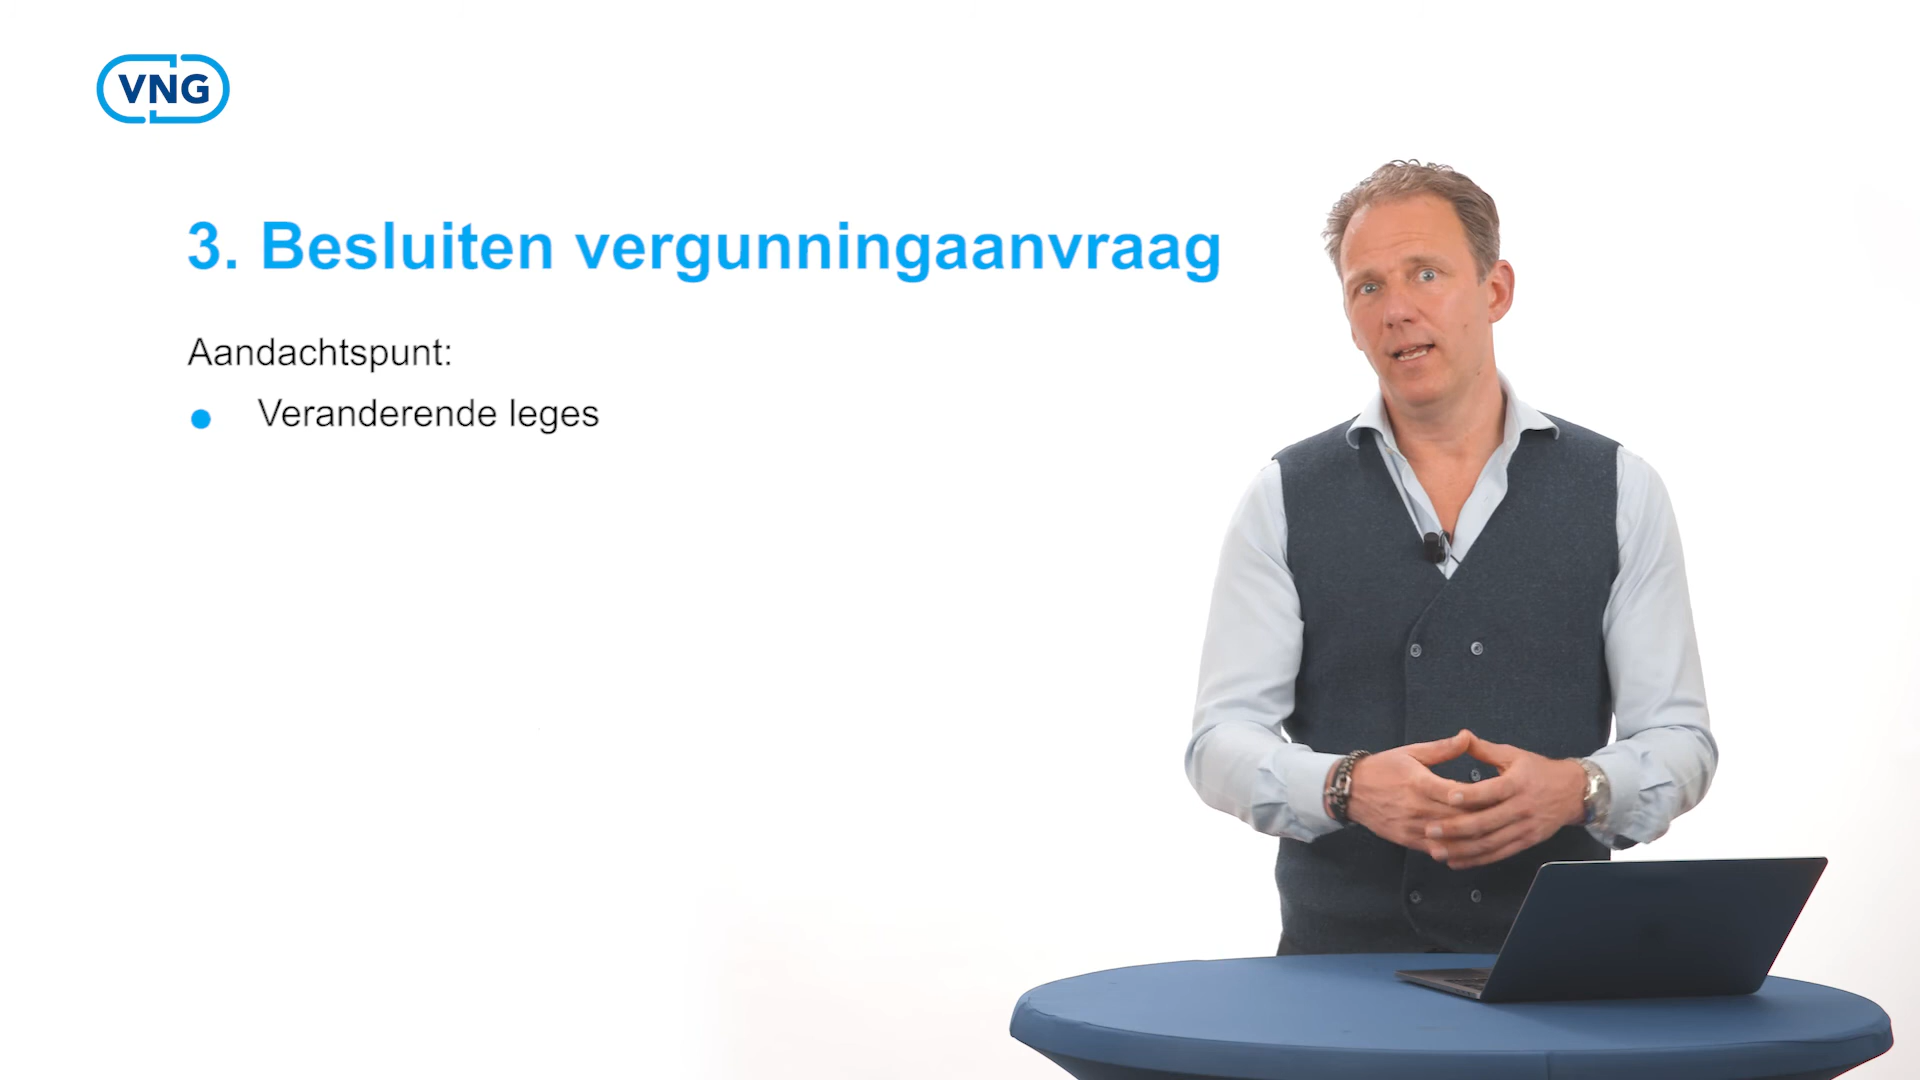 VNG
3. Besluiten vergunningaanvraag
Aandachtspunt:
Veranderende leges